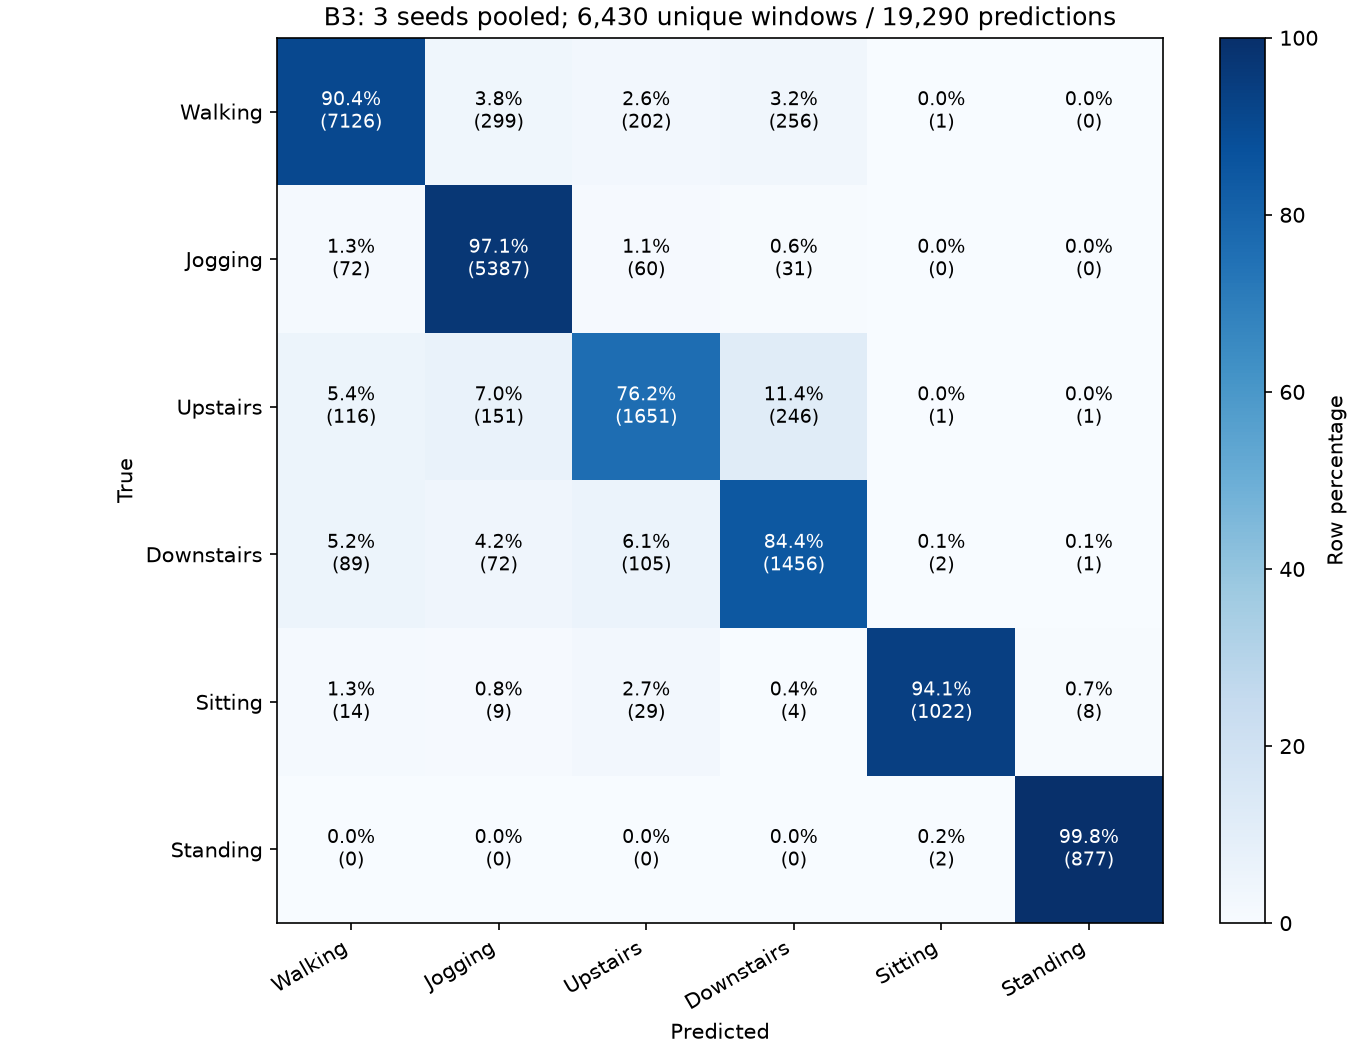 B3: 3 seeds pooled; 6,430 unique windows / 19,290 predictions
True
Walking
90.4% 3.8% 2.6% 3.2% 0.0% 0.0%
(7126) (299) (202) (256) (1) (0)
Jogging
1.3% 97.1% 1.1% 0.6% 0.0% 0.0%
(72) (5387) (60) (31) (0) (0)
Upstairs
5.4% 7.0% 76.2% 11.4% 0.0% 0.0%
(116) (151) (1651) (246) (1) (1)
Downstairs
5.2% 4.2% 6.1% 84.4% 0.1% 0.1%
(89) (72) (105) (1456) (2) (1)
Sitting
1.3% 0.8% 2.7% 0.4% 94.1% 0.7%
(14) (9) (29) (4) (1022) (8)
Standing
0.0% 0.0% 0.0% 0.0% 0.2% 99.8%
(0) (0) (0) (0) (2) (877)
Walking Jogging Upstairs Downstairs Sitting Standing
Predicted
100
80
60
40
20
0
Row percentage